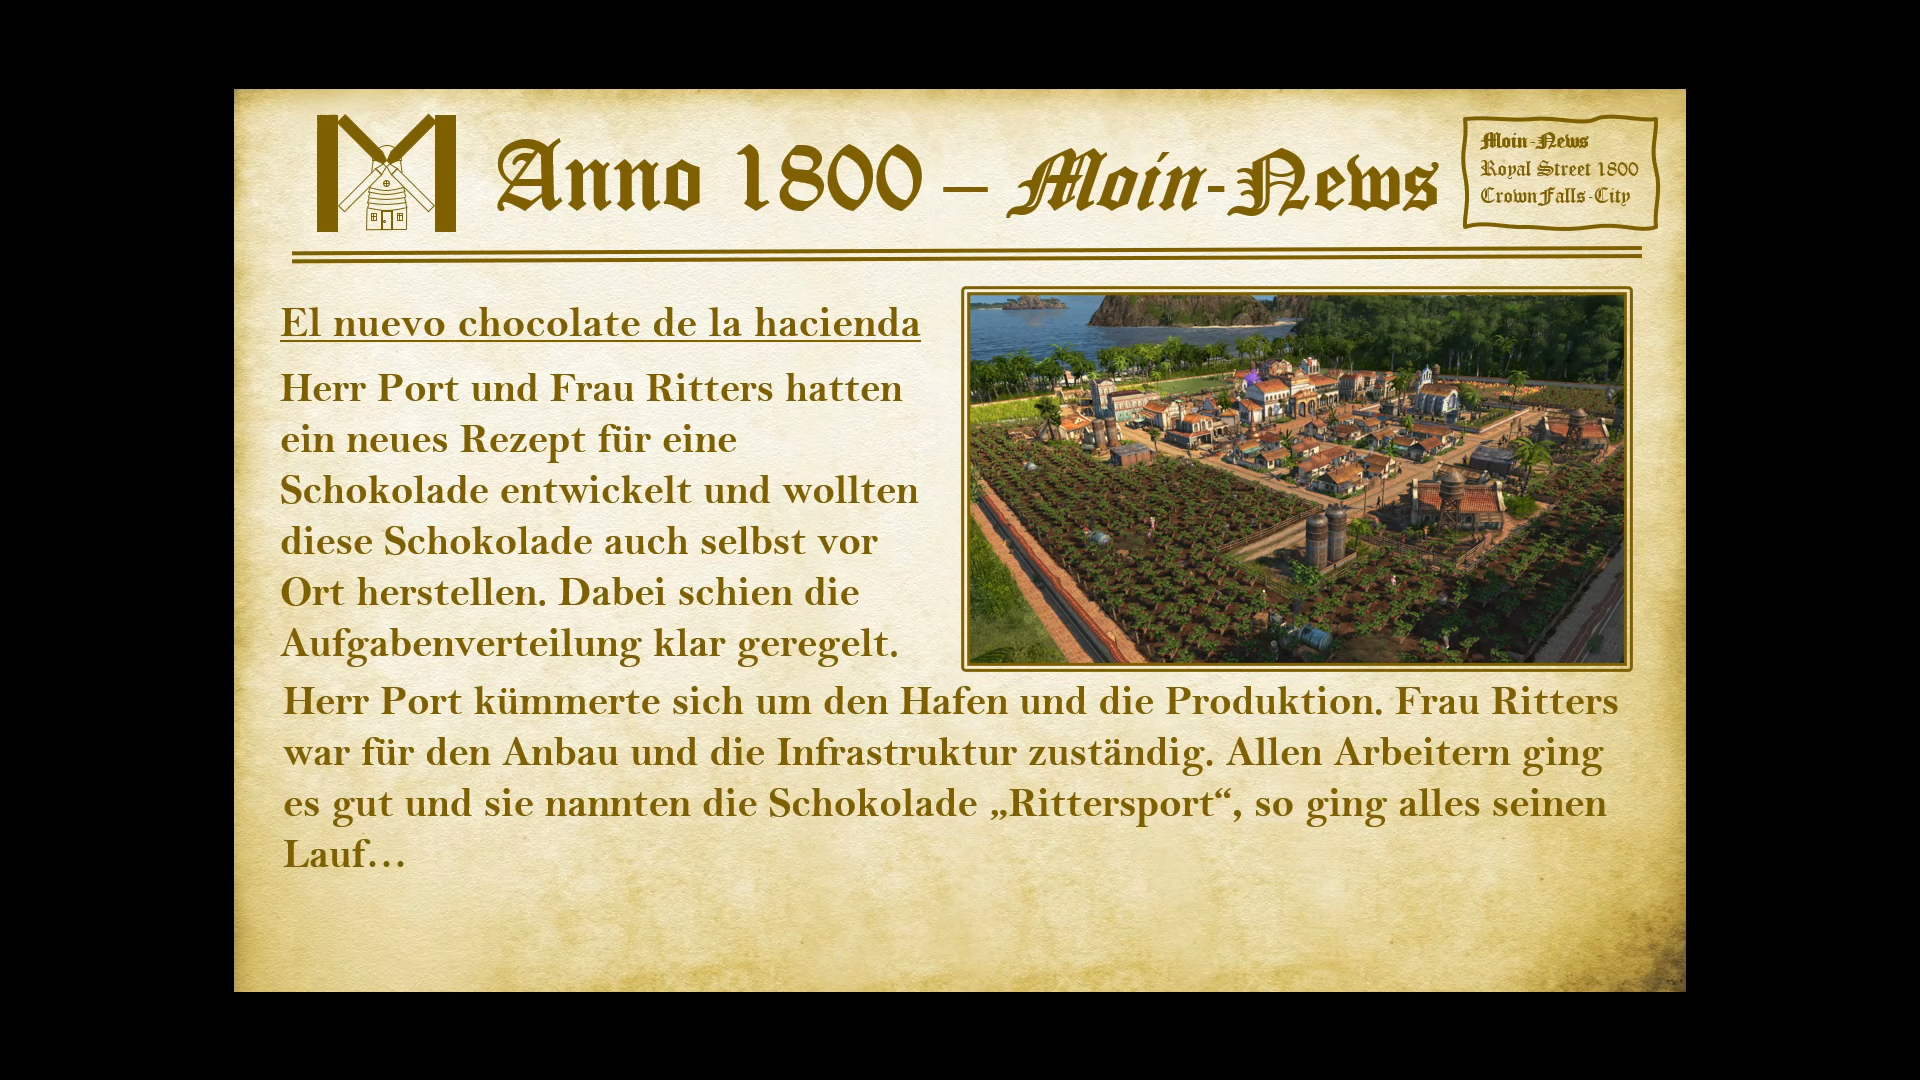 Anno 1800 – Moin-News
Moin-News
Royal Street 1800
CrownFalls-City
El nuevo chocolate de la hacienda
Herr Port und Frau Ritters hatten
ein neues Rezept für eine
Schokolade entwickelt und wollten
diese Schokolade auch selbst vor
Ort herstellen. Dabei schien die
Aufgabenverteilung klar geregelt.
Herr Port kümmerte sich um den Hafen und die Produktion. Frau Ritters
war für den Anbau und die Infrastruktur zuständig. Allen Arbeitern ging
es gut und sie nannten die Schokolade „Rittersport“, so ging alles seinen
Lauf…